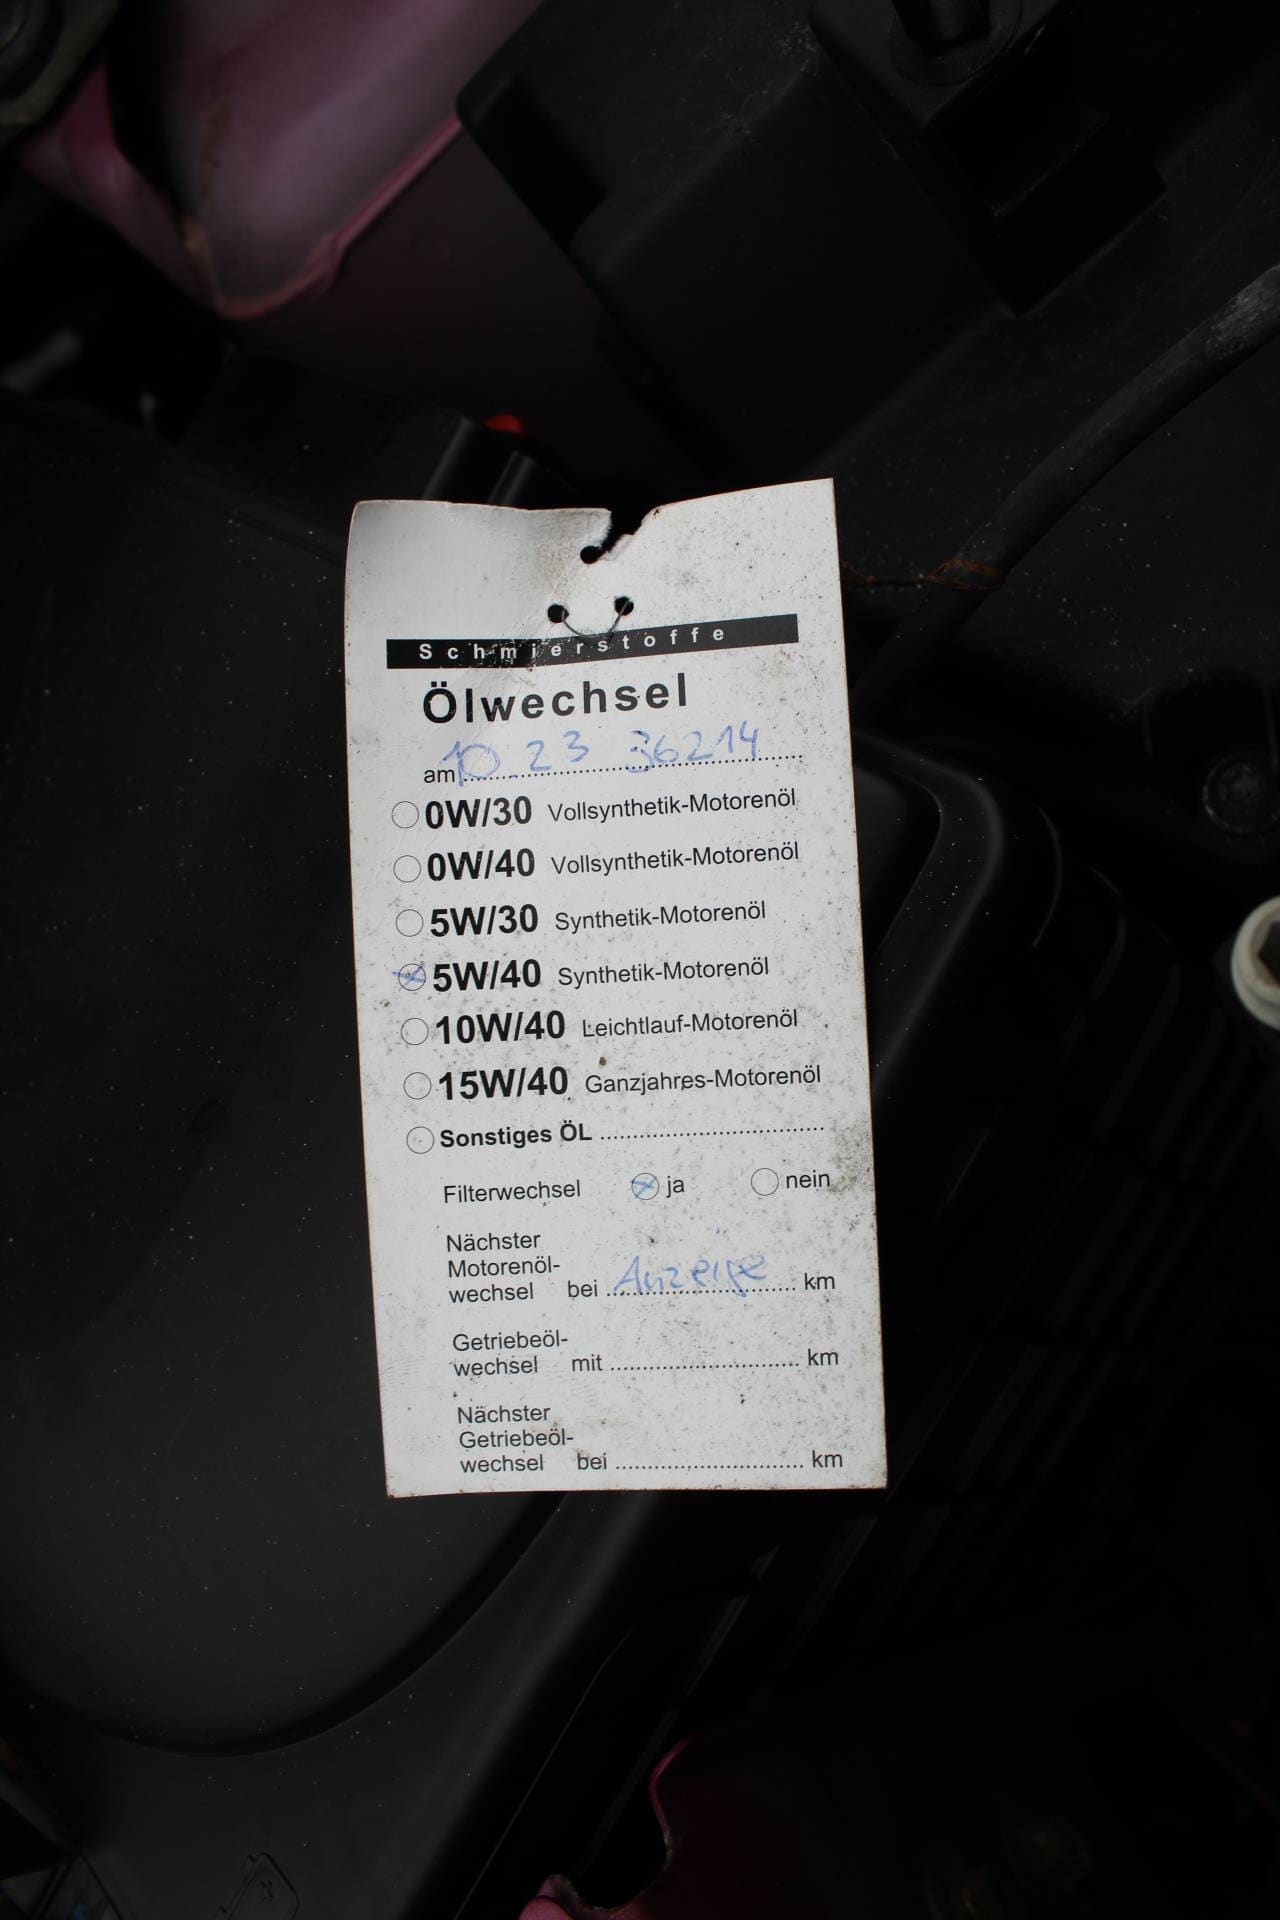 Schmierstoffe
Ölwechsel
am 10.23 36214
0W/30 Vollsynthetik-Motorenöl
0W/40 Vollsynthetik-Motorenöl
5W/30 Synthetik-Motorenöl
5W/40 Synthetik-Motorenöl
10W/40 Leichtlauf-Motorenöl
15W/40 Ganzjahres-Motorenöl
Sonstiges ÖL
Filterwechsel ja nein
Nächster
Motorenöl-
wechsel bei Anzeige km
Getriebeöl-
wechsel mit km
Nächster
Getriebeöl-
wechsel bei km